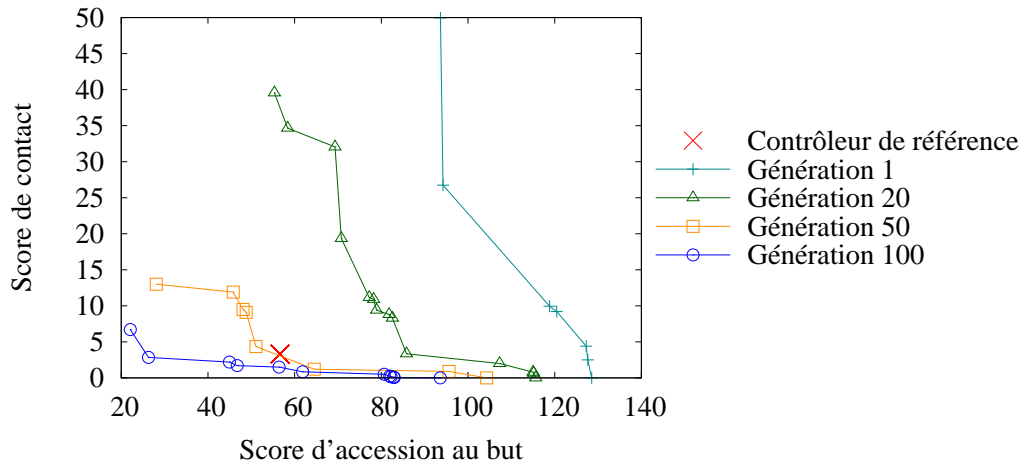 50
45
40
35
30
25
20
15
10
5
0
Score de contact
20 40 60 80 100 120 140
Score d'accession au but
Contrôleur de référence
Génération 1
Génération 20
Génération 50
Génération 100